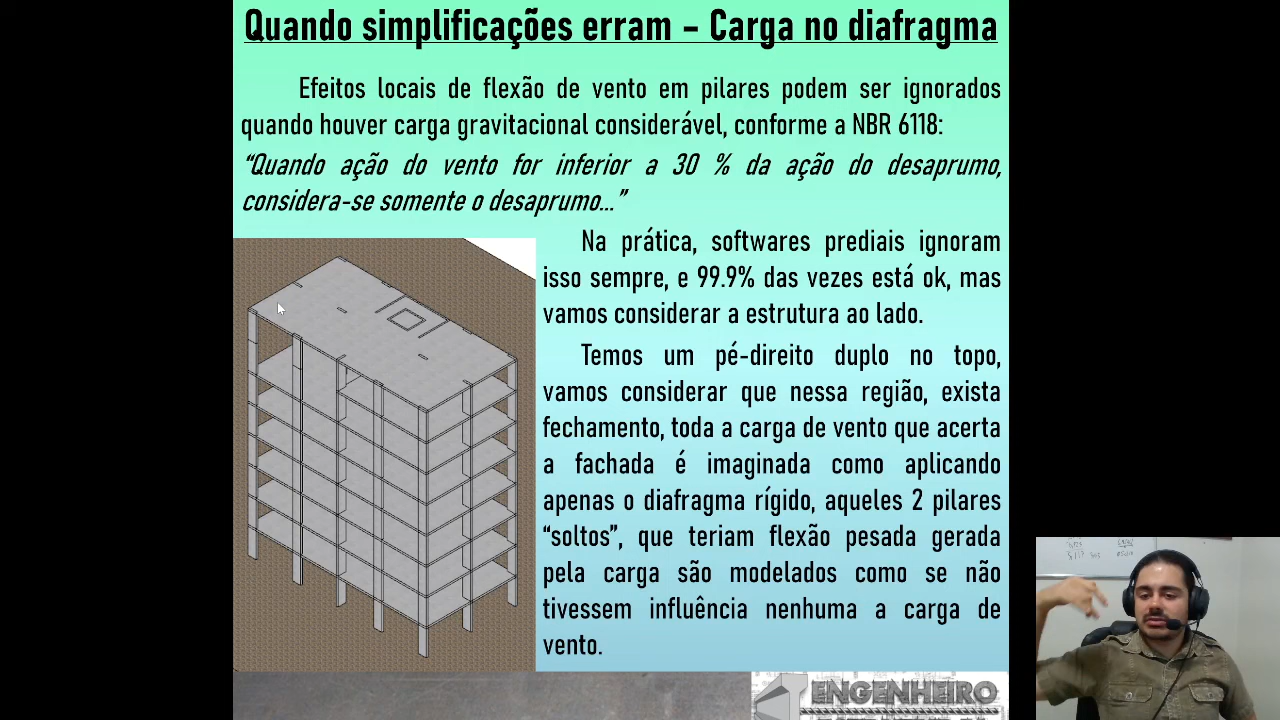 Quando simplificações erram – Carga no diafragma
Efeitos locais de flexão de vento em pilares podem ser ignorados
quando houver carga gravitacional considerável, conforme a NBR 6118:
“Quando ação do vento for inferior a 30 % da ação do desaprumo,
considera-se somente o desaprumo...”
Na prática, softwares prediais ignoram
isso sempre, e 99.9% das vezes está ok, mas
vamos considerar a estrutura ao lado.
Temos um pé-direito duplo no topo,
vamos considerar que nessa região, exista
fechamento, toda a carga de vento que acerta
a fachada é imaginada como aplicando
apenas o diafragma rígido, aqueles 2 pilares
“soltos”, que teriam flexão pesada gerada
pela carga são modelados como se não
tivessem influência nenhuma a carga de
vento.
ENGENHEIRO